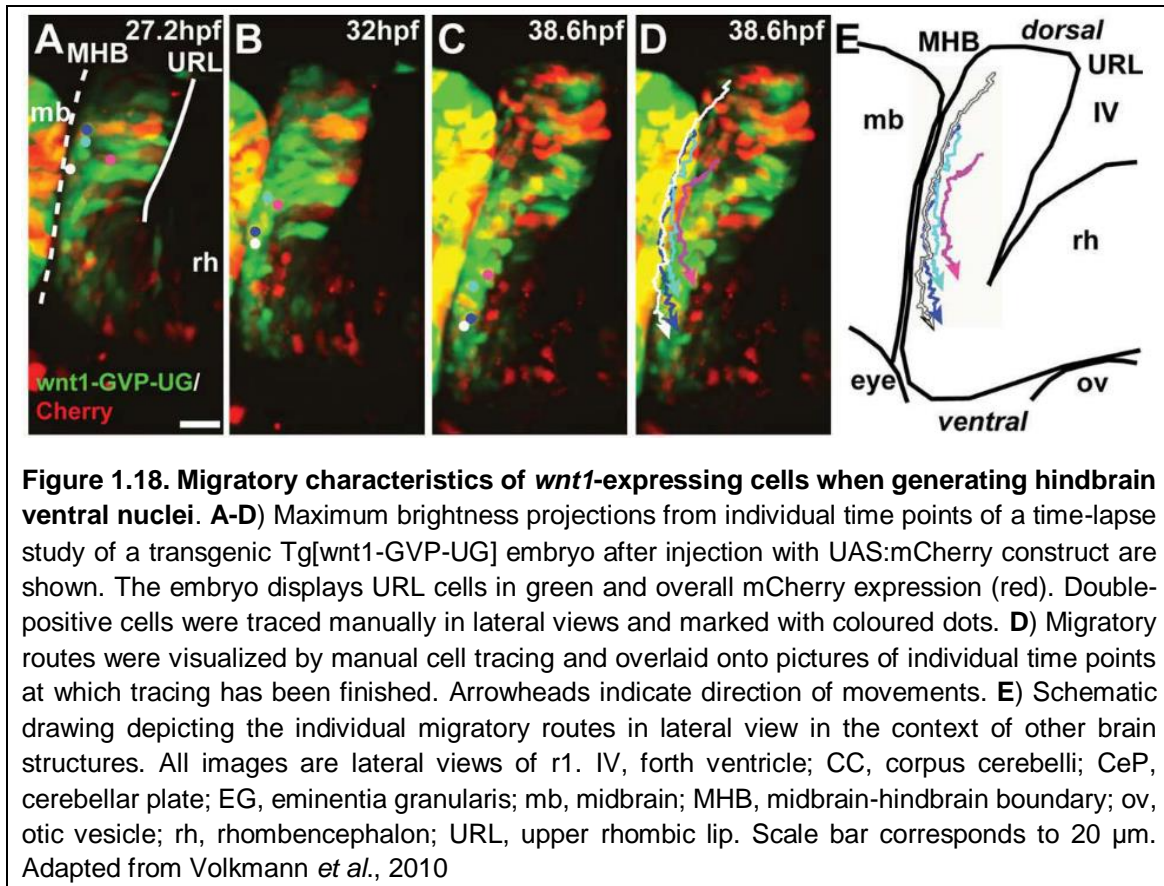 A 27.2hpf
MHB
URL
mb
rh
wnt1-GVP-UG/
Cherry
B 32hpf
C 38.6hpf
D 38.6hpf
E
MHB
dorsal
URL
IV
mb
rh
eye
ov
ventral
Figure 1.18. Migratory characteristics of wnt1-expressing cells when generating hindbrain
ventral nuclei. A-D) Maximum brightness projections from individual time points of a time-lapse
study of a transgenic Tg[wnt1-GVP-UG] embryo after injection with UAS:mCherry construct are
shown. The embryo displays URL cells in green and overall mCherry expression (red). Double-
positive cells were traced manually in lateral views and marked with coloured dots. D) Migratory
routes were visualized by manual cell tracing and overlaid onto pictures of individual time points
at which tracing has been finished. Arrowheads indicate direction of movements. E) Schematic
drawing depicting the individual migratory routes in lateral view in the context of other brain
structures. All images are lateral views of r1. IV, forth ventricle; CC, corpus cerebelli; CeP,
cerebellar plate; EG, eminentia granularis; mb, midbrain; MHB, midbrain-hindbrain boundary; ov,
otic vesicle; rh, rhombencephalon; URL, upper rhombic lip. Scale bar corresponds to 20 µm.
Adapted from Volkmann et al., 2010